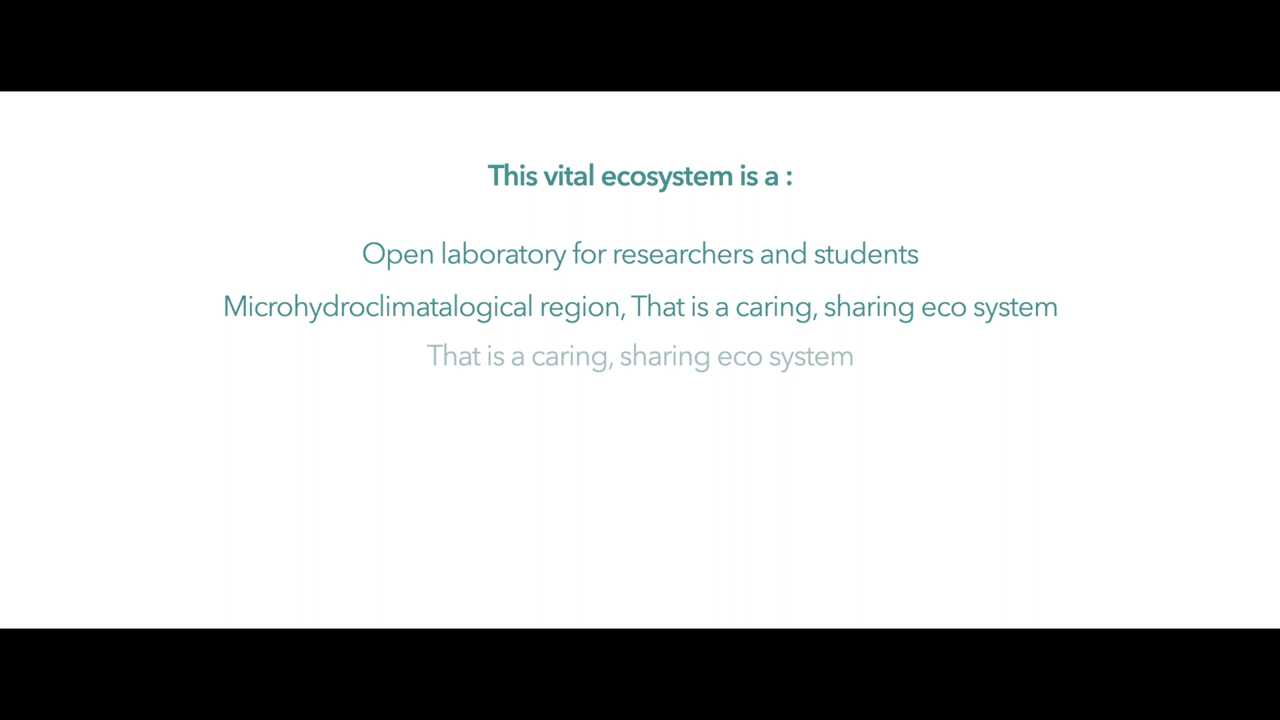 This vital ecosystem is a :
Open laboratory for researchers and students
Microhydroclimatalogical region, That is a caring, sharing eco system
That is a caring, sharing eco system